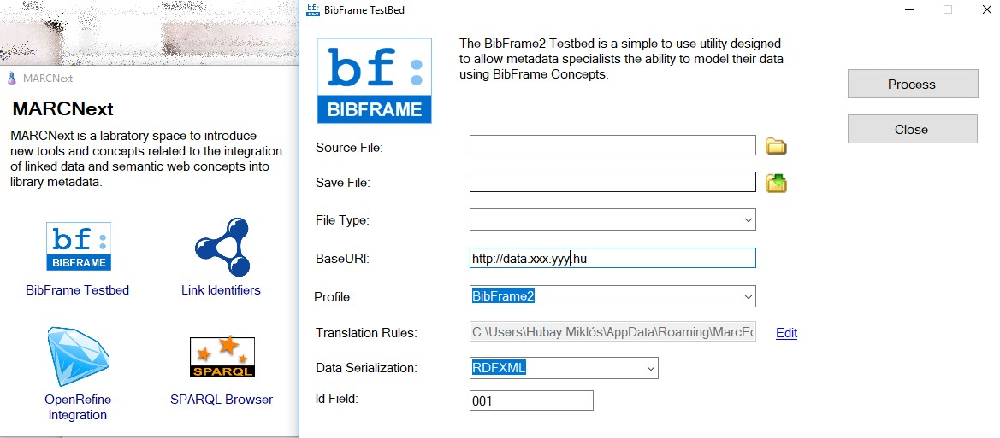 MARCNext
MARCNext
MARCNext is a labratory space to introduce
new tools and concepts related to the integration
of linked data and semantic web concepts into
library metadata.
bf:
BIBFRAME
BibFrame Testbed
Link Identifiers
OpenRefine
Integration
SPARQL
SPARQL Browser
bf:
BibFrame TestBed
bf:
BIBFRAME
The BibFrame2 Testbed is a simple to use utility designed
to allow metadata specialists the ability to model their data
using BibFrame Concepts.
Process
Close
Source File:
Save File:
File Type:
BaseURI:
http://data.xxx.yyy.hu
Profile:
BibFrame2
Translation Rules:
C:\Users\Hubay Miklós\AppData\Roaming\MarcEd
Edit
Data Serialization:
RDFXML
Id Field:
001